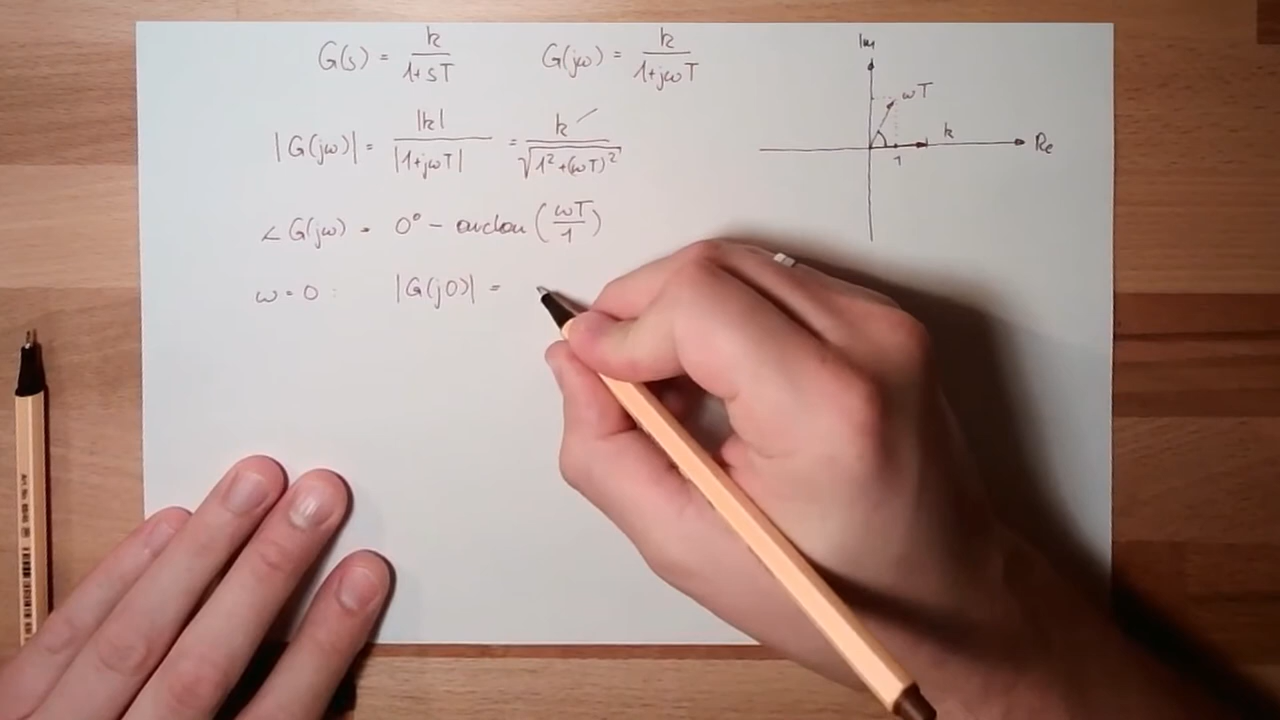 G(s) = k / (1+sT)    G(jω) = k / (1+jωT)
|G(jω)| = |k| / |1+jωT| = k / √(1²+(ωT)²)
∠ G(jω) = 0° − arctan (ωT / 1)
ω = 0 :    |G(j0)| =
Im
ωT
k
Re
1